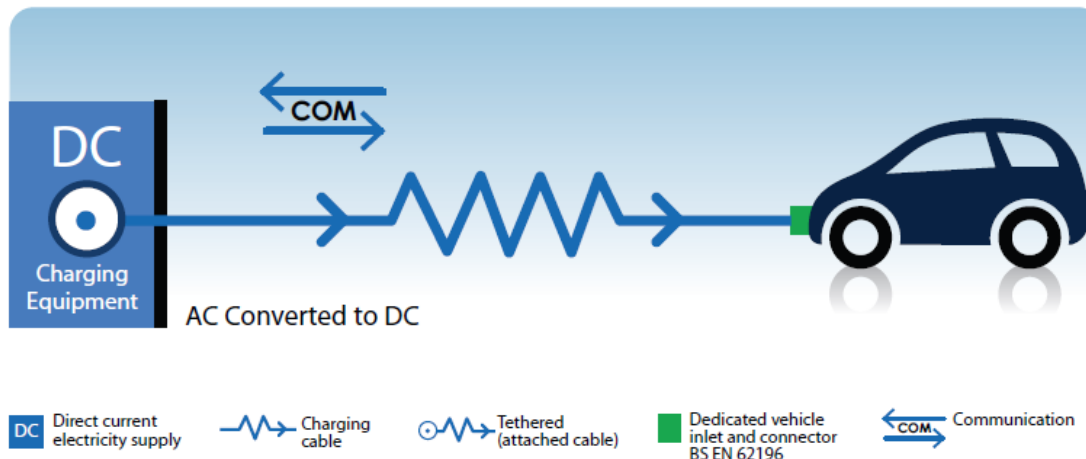 COM
DC
Charging
Equipment
AC Converted to DC
DC
Direct current
electricity supply
Charging
cable
Tethered
(attached cable)
Dedicated vehicle
inlet and connector
BS EN 62196
COM
Communication